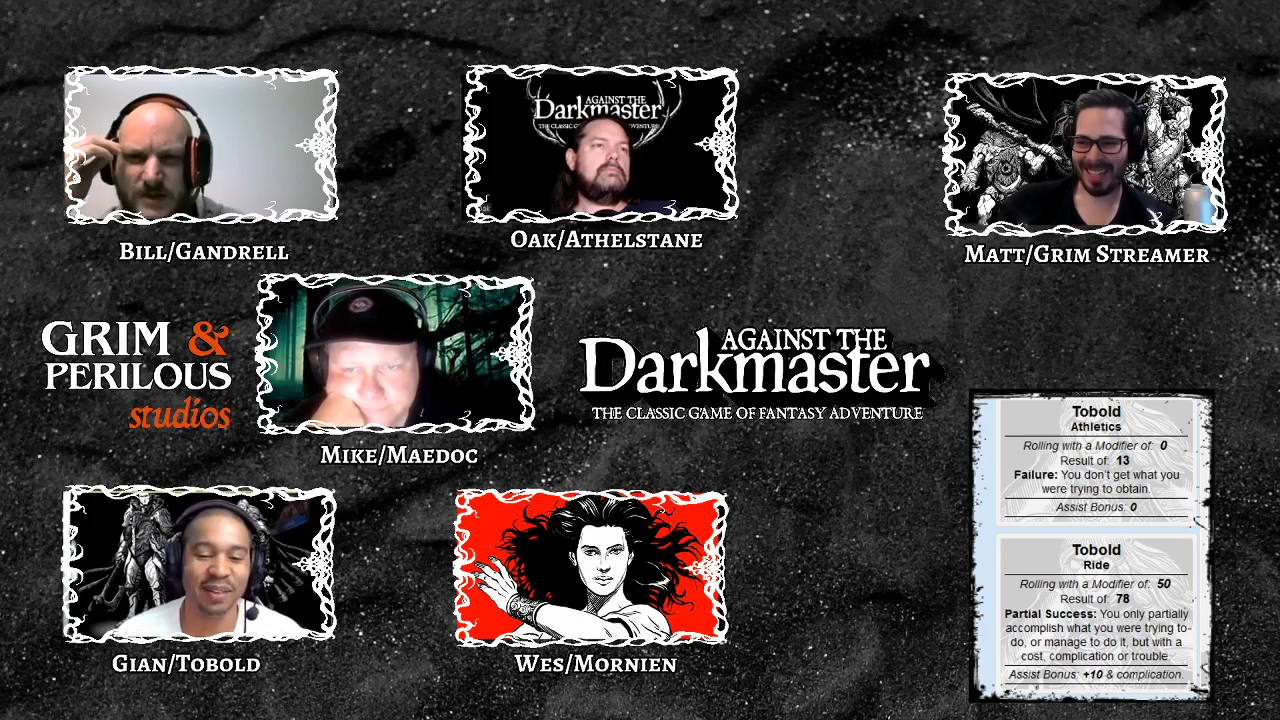 AGAINST THE
Darkmaster
Bill/Gandrell
Oak/Athelstane
Matt/Grim Streamer
GRIM &
PERILOUS
studios
Mike/Maedoc
AGAINST THE
Darkmaster
THE CLASSIC GAME OF FANTASY ADVENTURE
Tobold
Athletics
Rolling with a Modifier of: 0
Result of: 13
Failure: You don't get what you
were trying to obtain.
Assist Bonus: 0
Tobold
Ride
Rolling with a Modifier of: 50
Result of: 78
Partial Success: You only partially
accomplish what you were trying to-
do, or manage to do it, but with a
cost, complication or trouble.
Assist Bonus: +10 & complication.
Gian/Tobold
Wes/Mornien